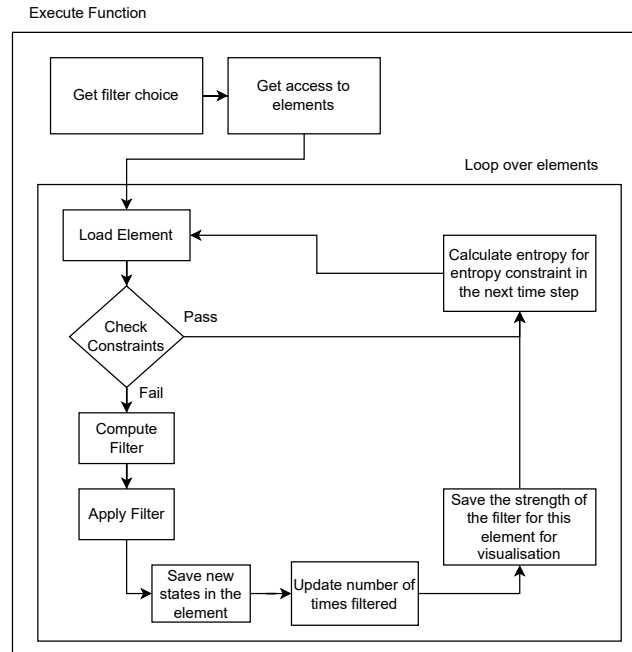 Execute Function
Get filter choice
Get access to
elements
Loop over elements
Load Element
Calculate entropy for
entropy constraint in
the next time step
Check
Constraints
Pass
Fail
Compute
Filter
Apply Filter
Save the strength of
the filter for this
element for
visualisation
Save new
states in the
element
Update number of
times filtered